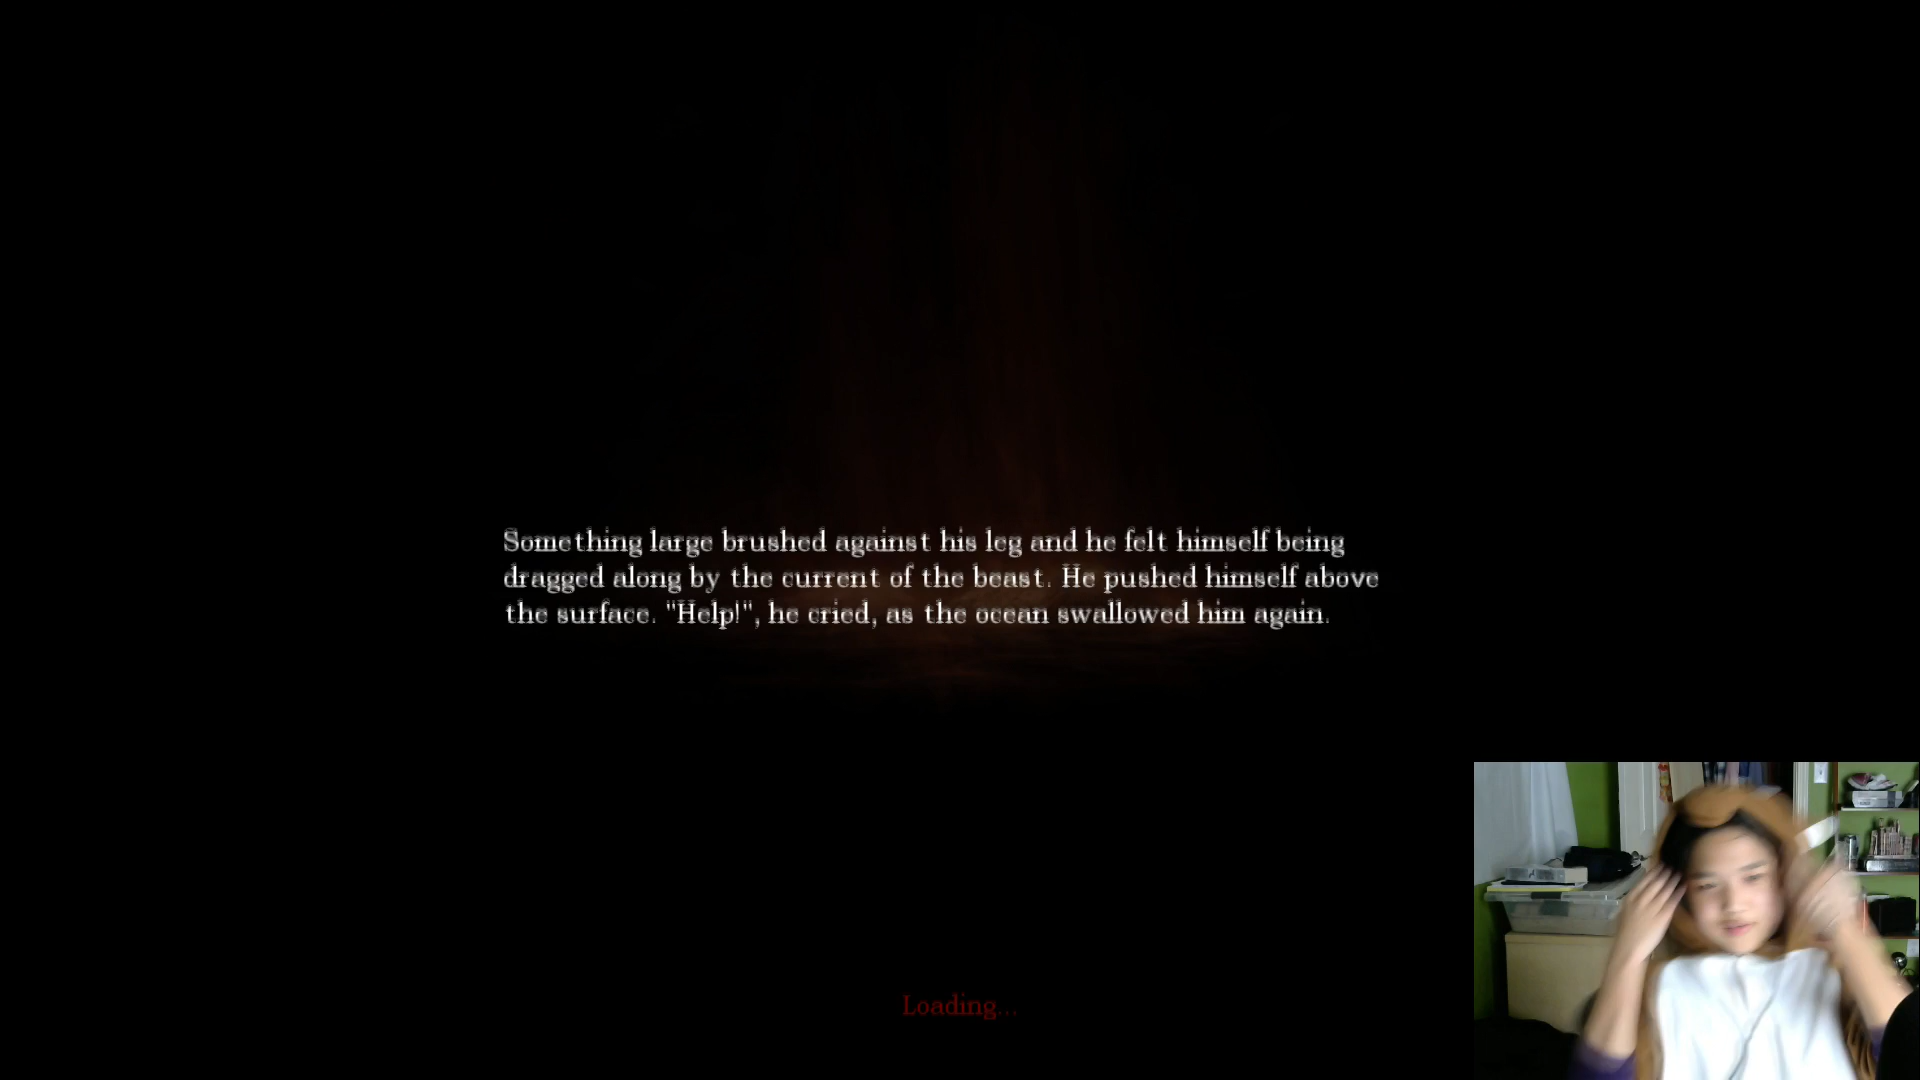 Something large brushed against his leg and he felt himself being
dragged along by the current of the beast. He pushed himself above
the surface. "Help!", he cried, as the ocean swallowed him again.
Loading...